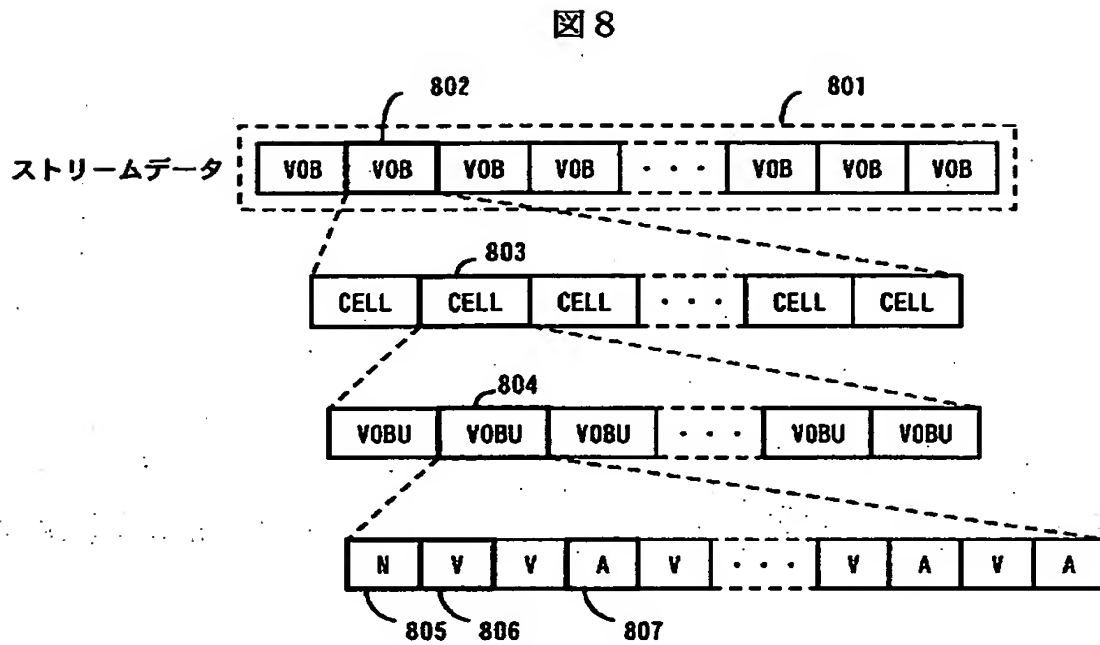 図8
802 801
ストリームデータ VOB VOB VOB VOB ・・・ VOB VOB VOB
803
CELL CELL CELL ・・・ CELL CELL
804
VOBU VOBU VOBU ・・・ VOBU VOBU
N V V A V ・・・ V A V A
805 806 807